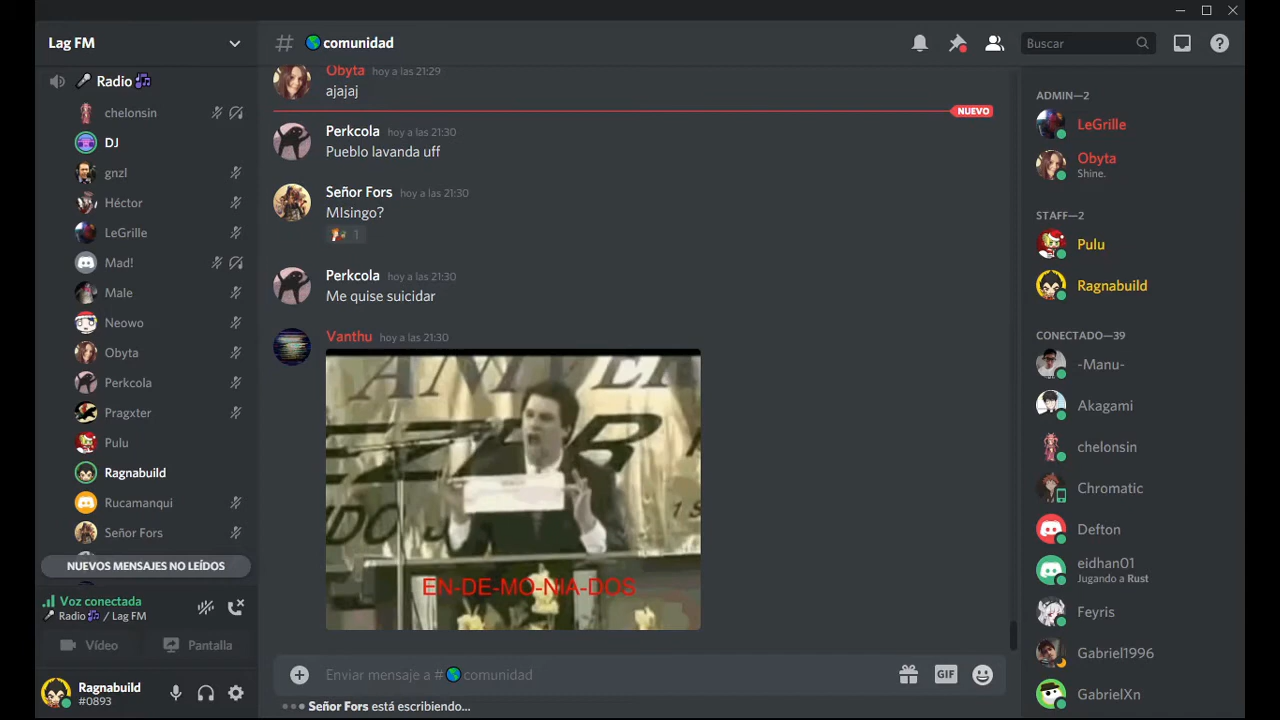 Lag FM
Radio
chelonsin
DJ
gnzl
Héctor
LeGrille
Mad!
Male
Neowo
Obyta
Perkcola
Pragxter
Pulu
Ragnabuild
Rucamanqui
Señor Fors
NUEVOS MENSAJES NO LEÍDOS
Voz conectada
Radio / Lag FM
Vídeo
Pantalla
Ragnabuild
#0893
# comunidad
Buscar
Obyta hoy a las 21:29
ajajaj
NUEVO
Perkcola hoy a las 21:30
Pueblo lavanda uff
Señor Fors hoy a las 21:30
MIsingo?
1
Perkcola hoy a las 21:30
Me quise suicidar
Vanthu hoy a las 21:30
EN-DE-MO-NIA-DOS
Enviar mensaje a # comunidad
GIF
Señor Fors está escribiendo...
ADMIN—2
LeGrille
Obyta
Shine.
STAFF—2
Pulu
Ragnabuild
CONECTADO—39
-Manu-
Akagami
chelonsin
Chromatic
Defton
eidhan01
Jugando a Rust
Feyris
Gabriel1996
GabrielXn